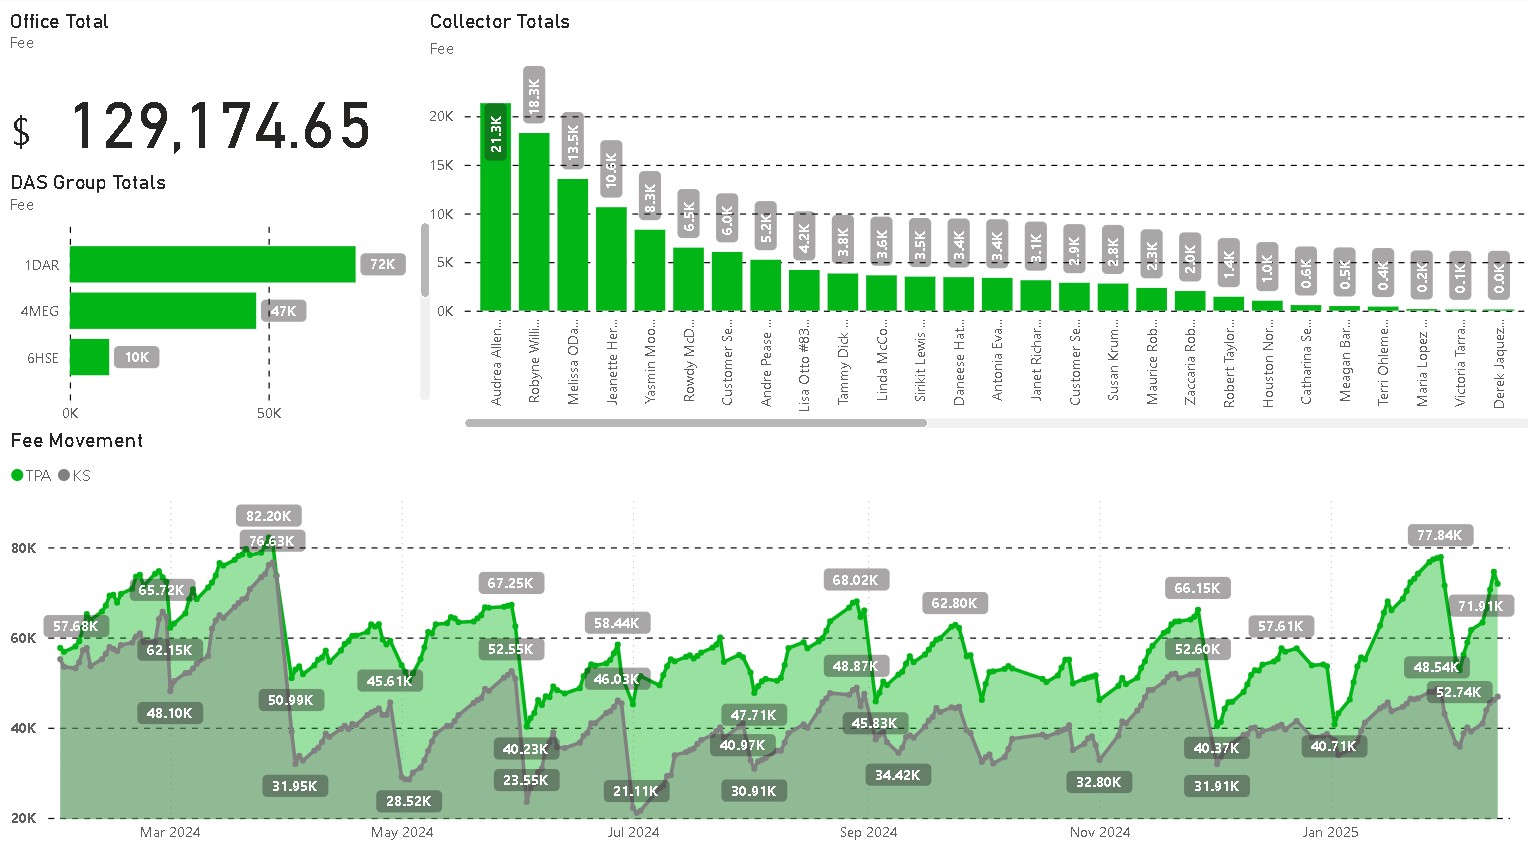 Office Total
Fee
$ 129,174.65
DAS Group Totals
Fee
1DAR 72K
4MEG 47K
6HSE 10K
0K 50K
Collector Totals
Fee
20K
15K
10K
5K
0K
21.3K 18.3K 13.5K 10.6K 8.3K 6.5K 6.0K 5.2K 4.2K 3.8K 3.6K 3.5K 3.4K 3.4K 3.1K 2.9K 2.8K 2.3K 2.0K 1.4K 1.0K 0.6K 0.5K 0.4K 0.2K 0.1K 0.0K
Audrea Allen...
Robyne Willi...
Melissa ODa...
Jeanette Her...
Yasmin Moo...
Rowdy McD...
Customer Se...
Andre Pease ...
Lisa Otto #83...
Tammy Dick ...
Linda McCo...
Sirikit Lewis ...
Daneese Hat...
Antonia Eva...
Janet Richar...
Customer Se...
Susan Krum...
Maurice Rob...
Zaccaria Rob...
Robert Taylor...
Houston Nor...
Catharina Se...
Meagan Bar...
Terri Ohleme...
Maria Lopez ...
Victoria Tarra...
Derek Jaquez...
Fee Movement
TPA KS
80K
60K
40K
20K
57.68K
65.72K
62.15K
48.10K
82.20K
76.63K
50.99K
31.95K
45.61K
28.52K
67.25K
52.55K
40.23K
23.55K
58.44K
46.03K
21.11K
47.71K
40.97K
30.91K
68.02K
48.87K
45.83K
34.42K
62.80K
32.80K
66.15K
52.60K
40.37K
31.91K
57.61K
40.71K
77.84K
48.54K
52.74K
71.91K
Mar 2024 May 2024 Jul 2024 Sep 2024 Nov 2024 Jan 2025